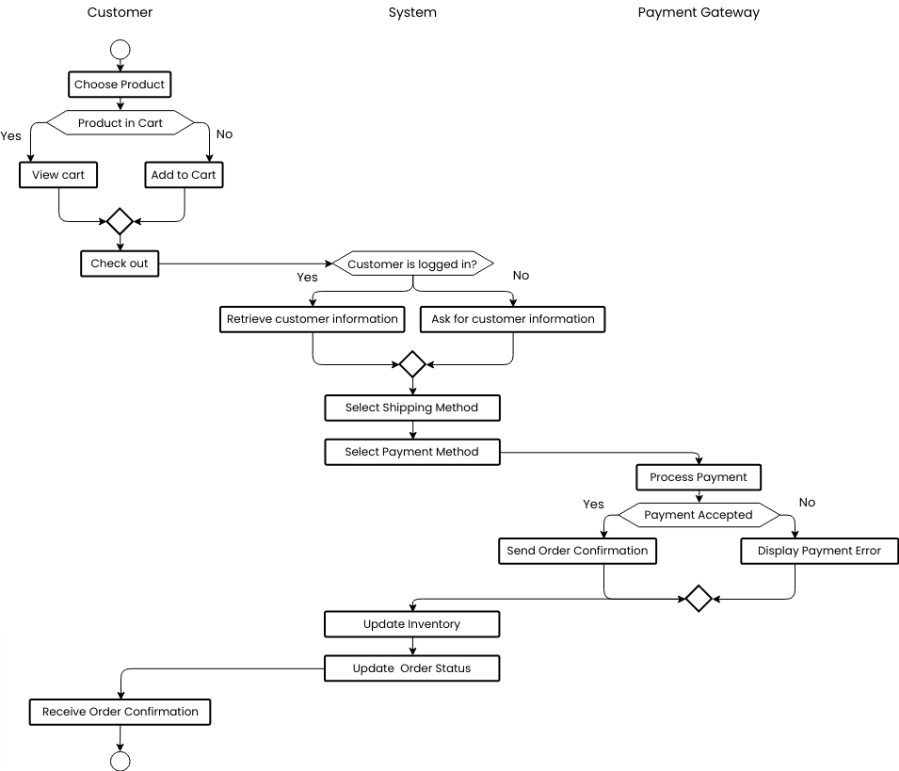 Customer
System
Payment Gateway
Choose Product
Product in Cart
Yes
No
View cart
Add to Cart
Check out
Customer is logged in?
Yes
No
Retrieve customer information
Ask for customer information
Select Shipping Method
Select Payment Method
Process Payment
Yes
No
Payment Accepted
Send Order Confirmation
Display Payment Error
Update Inventory
Update Order Status
Receive Order Confirmation